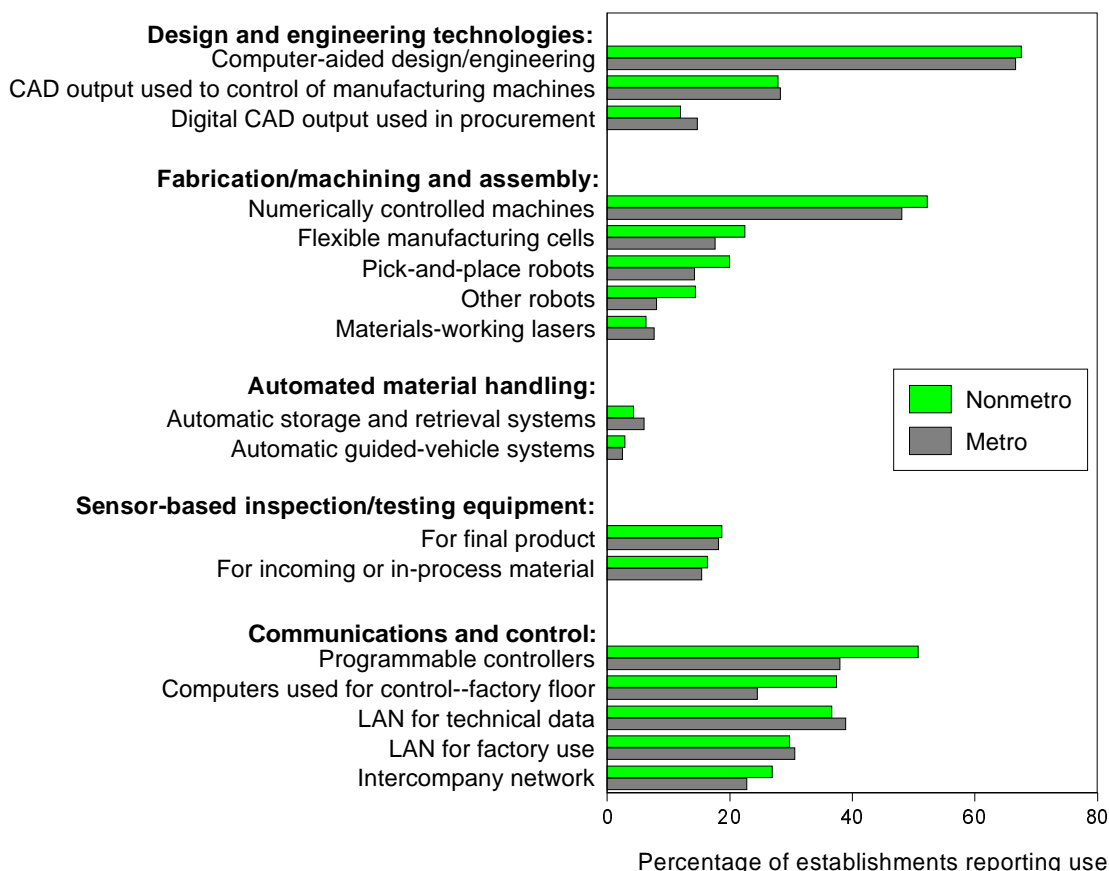 Design and engineering technologies:
Computer-aided design/engineering
CAD output used to control of manufacturing machines
Digital CAD output used in procurement
Fabrication/machining and assembly:
Numerically controlled machines
Flexible manufacturing cells
Pick-and-place robots
Other robots
Materials-working lasers
Automated material handling:
Automatic storage and retrieval systems
Automatic guided-vehicle systems
Nonmetro
Metro
Sensor-based inspection/testing equipment:
For final product
For incoming or in-process material
Communications and control:
Programmable controllers
Computers used for control--factory floor
LAN for technical data
LAN for factory use
Intercompany network
0 20 40 60 80
Percentage of establishments reporting use